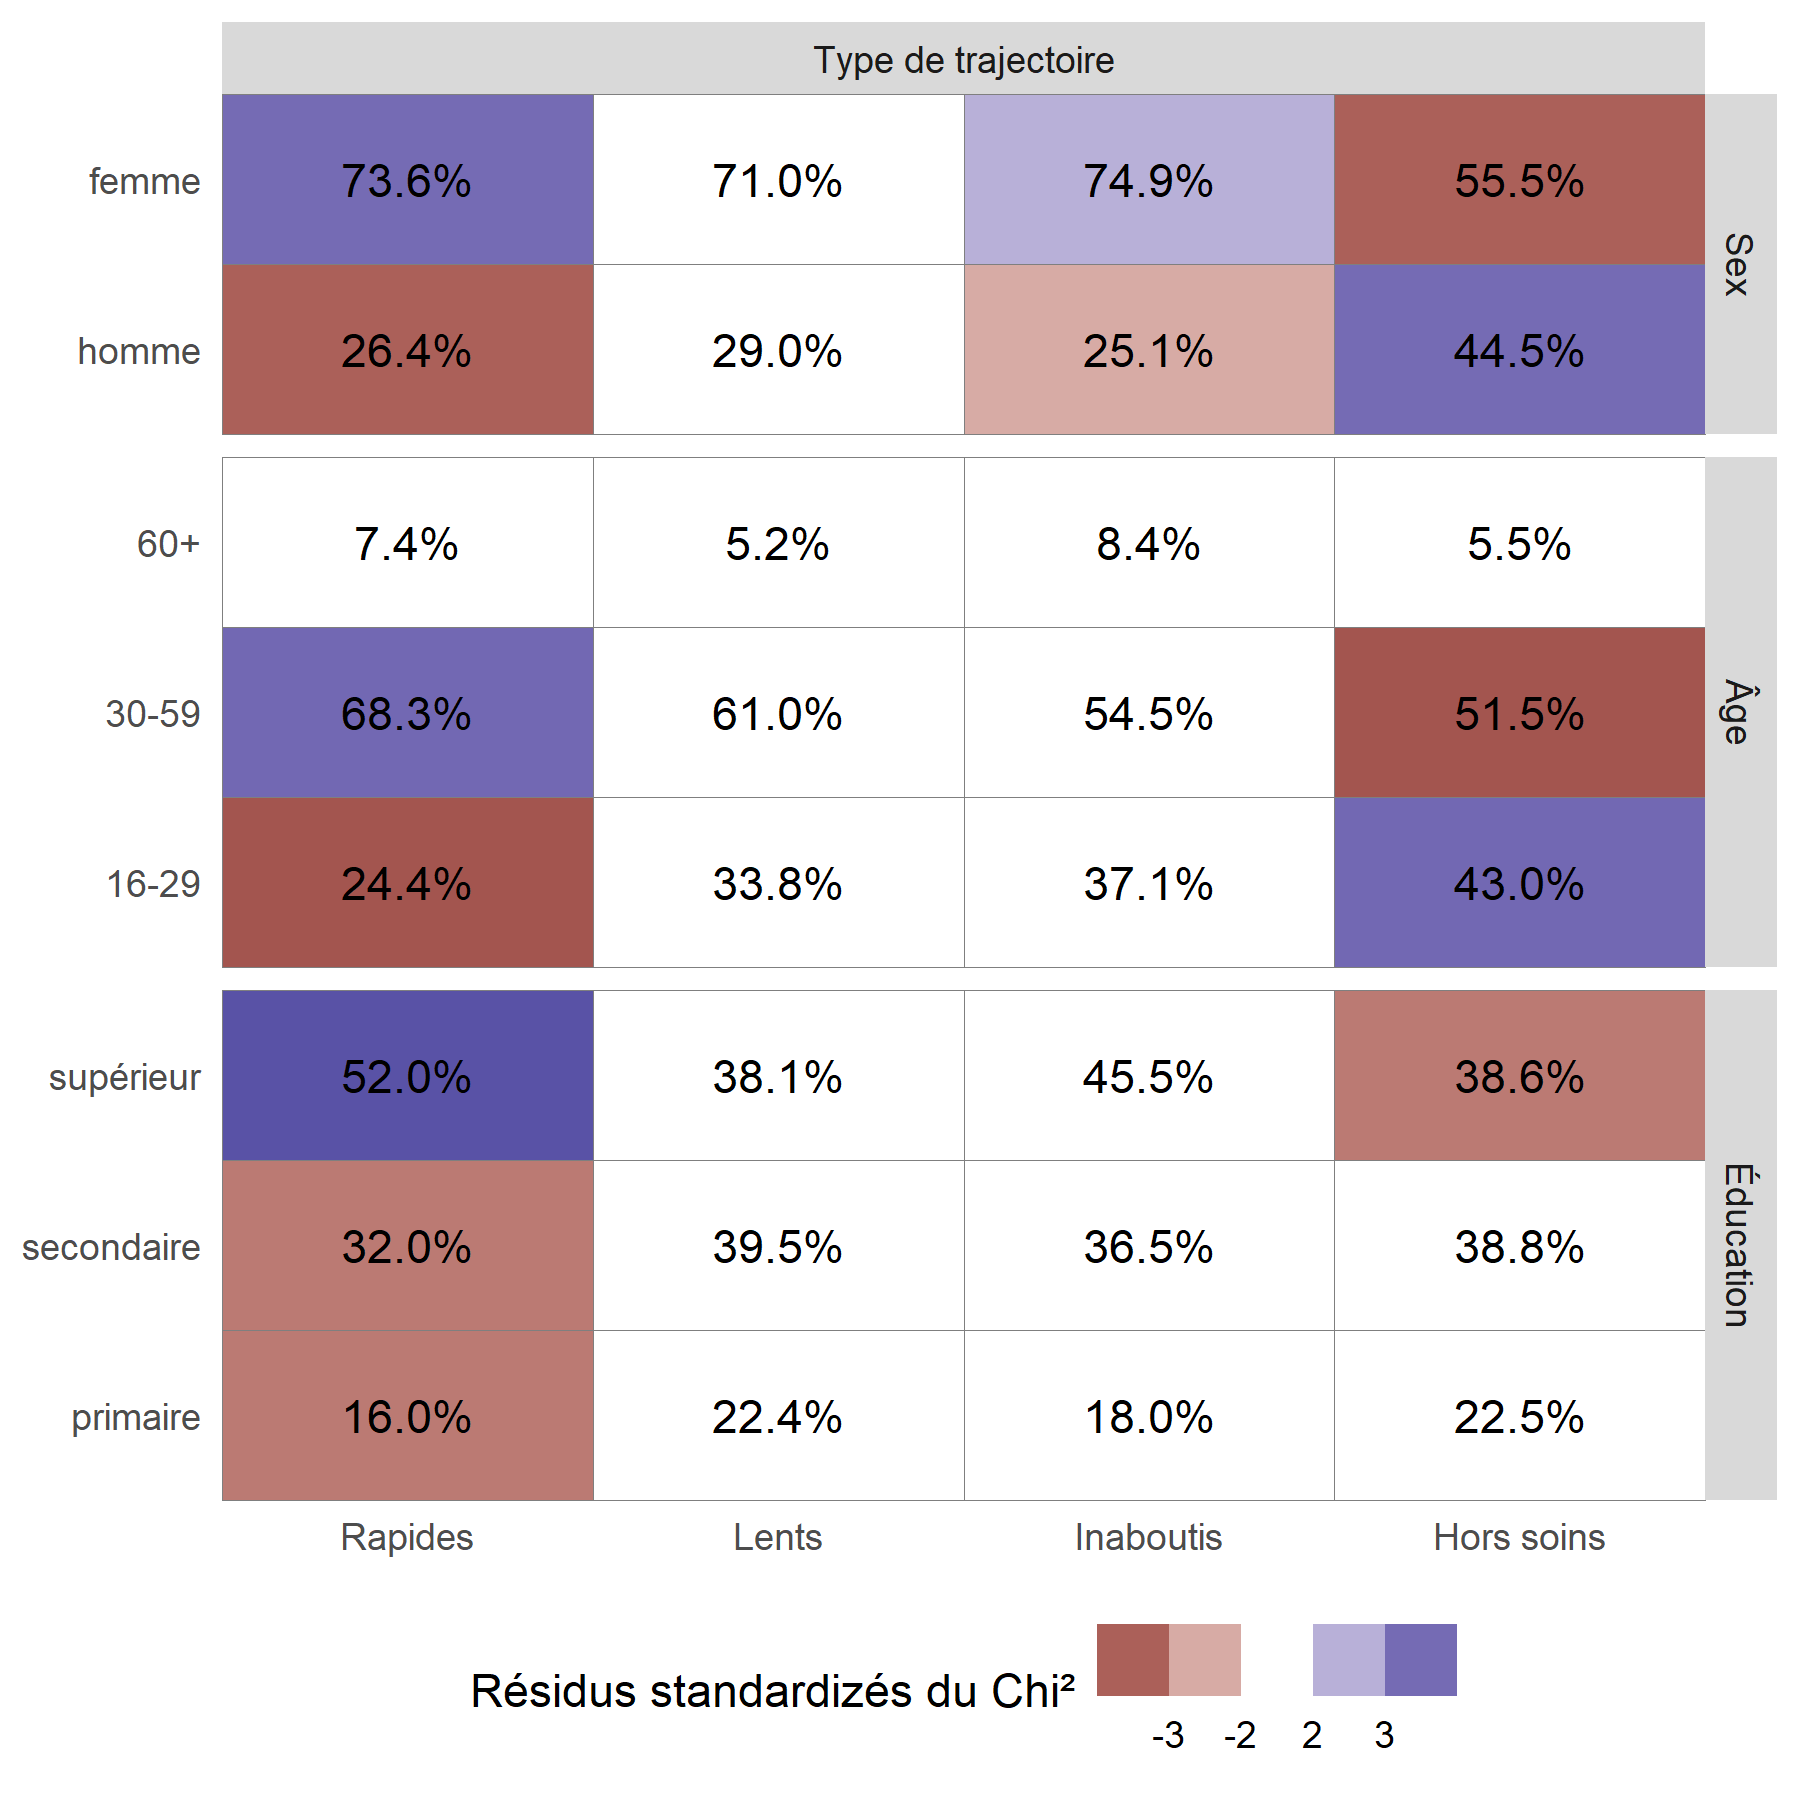 Type de trajectoire
femme 73.6% 71.0% 74.9% 55.5%
homme 26.4% 29.0% 25.1% 44.5%
Sex
60+ 7.4% 5.2% 8.4% 5.5%
30-59 68.3% 61.0% 54.5% 51.5%
16-29 24.4% 33.8% 37.1% 43.0%
Âge
supérieur 52.0% 38.1% 45.5% 38.6%
secondaire 32.0% 39.5% 36.5% 38.8%
primaire 16.0% 22.4% 18.0% 22.5%
Éducation
Rapides Lents Inaboutis Hors soins
Résidus standardizés du Chi²
-3 -2 2 3